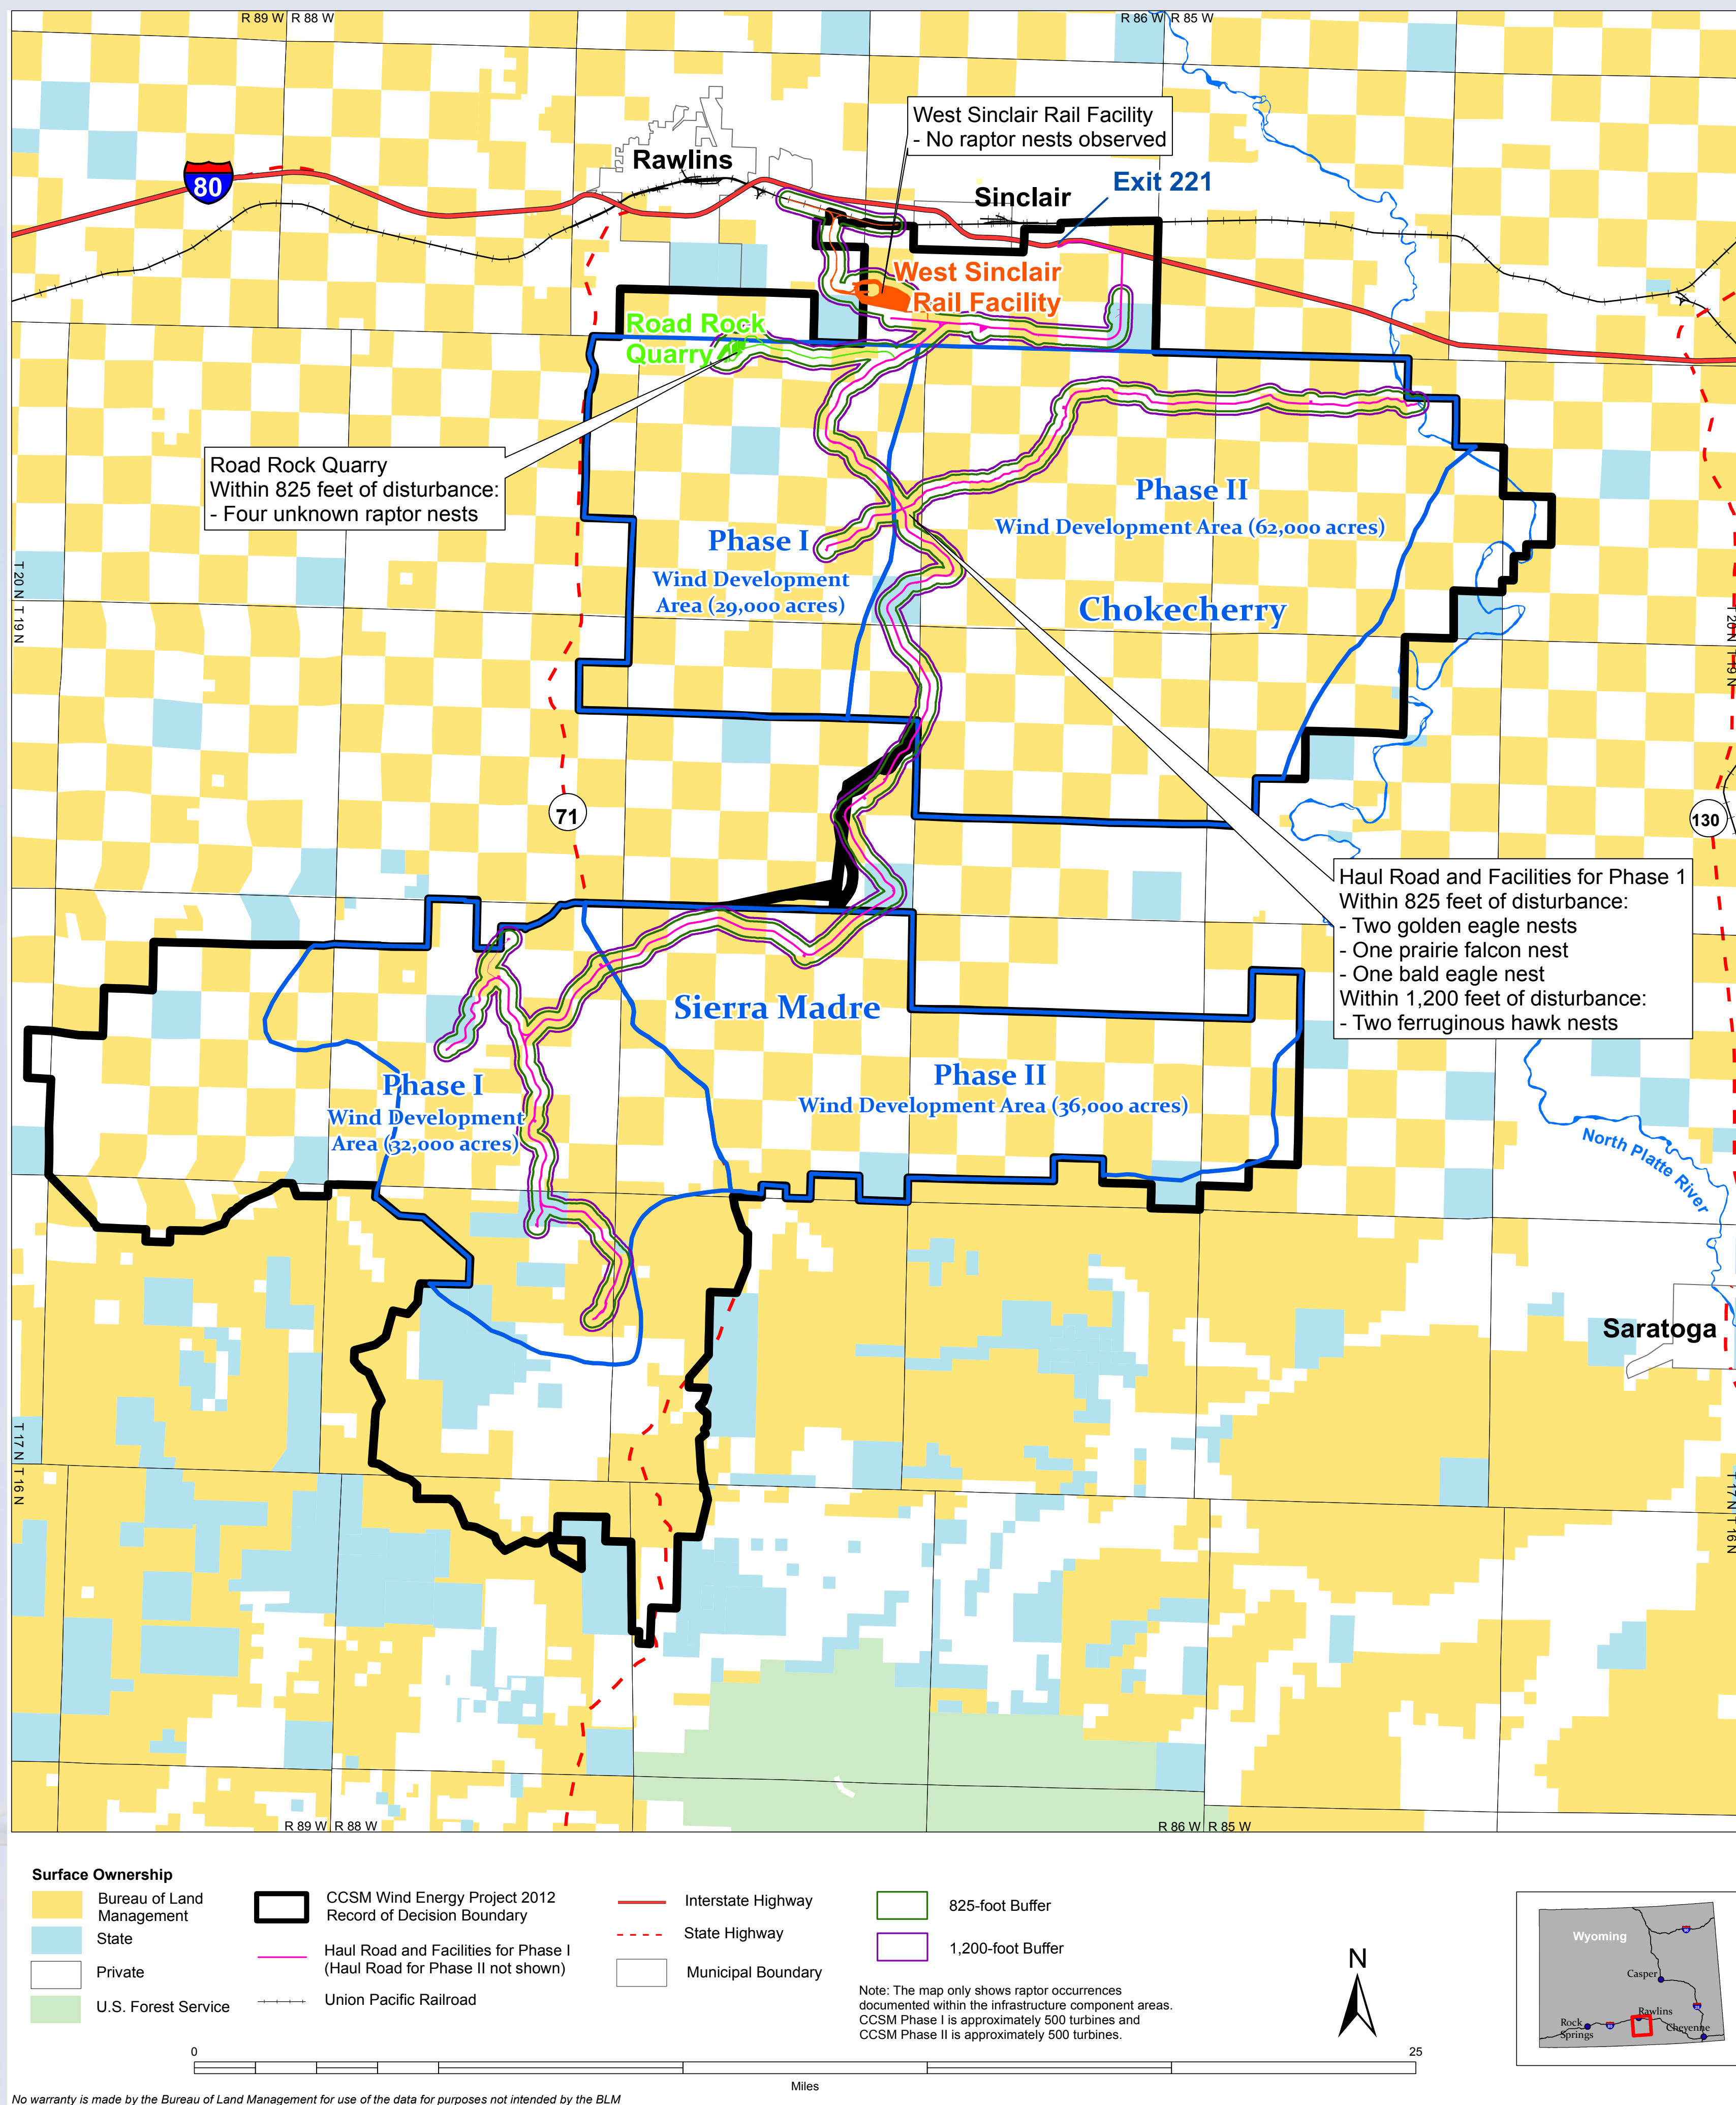 R 89 W R 88 W
R 86 W R 85 W
West Sinclair Rail Facility
- No raptor nests observed
Rawlins
80
Sinclair
Exit 221
West Sinclair
Rail Facility
Road Rock
Quarry
Road Rock Quarry
Within 825 feet of disturbance:
- Four unknown raptor nests
Phase I
Wind Development
Area (29,000 acres)
Phase II
Wind Development Area (62,000 acres)
Chokecherry
T 20 N T 19 N
T 20 N T 19 N
71
130
Haul Road and Facilities for Phase 1
Within 825 feet of disturbance:
- Two golden eagle nests
- One prairie falcon nest
- One bald eagle nest
Within 1,200 feet of disturbance:
- Two ferruginous hawk nests
Sierra Madre
Phase I
Wind Development
Area (32,000 acres)
Phase II
Wind Development Area (36,000 acres)
North Platte River
Saratoga
T 17 N T 16 N
T 17 N T 16 N
R 89 W R 88 W
R 86 W R 85 W
Surface Ownership
Bureau of Land
Management
State
Private
U.S. Forest Service
CCSM Wind Energy Project 2012
Record of Decision Boundary
Haul Road and Facilities for Phase I
(Haul Road for Phase II not shown)
Union Pacific Railroad
Interstate Highway
State Highway
Municipal Boundary
825-foot Buffer
1,200-foot Buffer
Note: The map only shows raptor occurrences
documented within the infrastructure component areas.
CCSM Phase I is approximately 500 turbines and
CCSM Phase II is approximately 500 turbines.
N
Wyoming
Casper
Rawlins
Rock
Springs
Cheyenne
0
25
Miles
No warranty is made by the Bureau of Land Management for use of the data for purposes not intended by the BLM